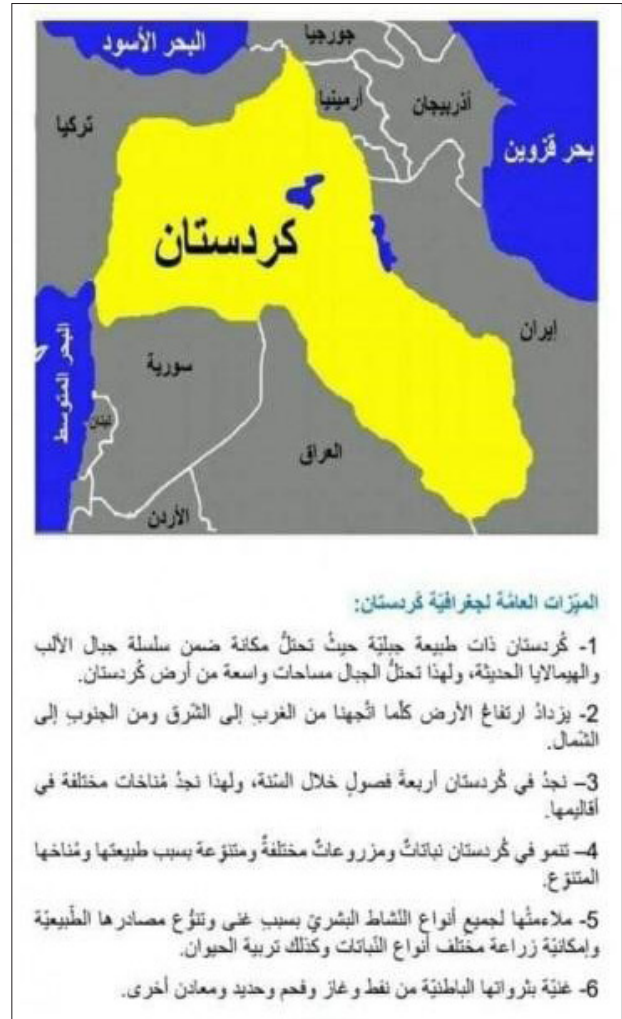 جورجيا
البحر الأسود
أرمينيا
أذربيجان
تركيا
بحر قزوين
كردستان
إيران
سورية
البحر المتوسط
لبنان
العراق
الأردن
الميّزات العامّة لجغرافيّة كُردستان:
1- كُردستان ذات طبيعة جبليّة حيثُ تحتلُّ مكانة ضمن سلسلة جبال الألب
والهيمالايا الحديثة، ولهذا تحتلُّ الجبال مساحات واسعة من أرض كُردستان.
2- يزدادُ ارتفاعُ الأرض كلّما اتّجهنا من الغربِ إلى الشّرق ومن الجنوبِ إلى
الشّمال.
3– نجدُ في كُردستان أربعةَ فصولٍ خلال السّنة، ولهذا نجدُ مُناخات مختلفة في
أقاليمها.
4– تنمو في كُردستان نباتاتٌ ومزروعاتٌ مختلفةٌ ومتنوّعة بسبب طبيعتها ومُناخها
المتنوّع.
5- ملاءمتُها لجميعِ أنواع النّشاط البشريّ بسببِ غنى وتنوُّع مصادرها الطّبيعيّة
وإمكانيّة زراعة مختلف أنواع النّباتات وكذلك تربية الحيوان.
6- غنيّة بثرواتها الباطنيّة من نفط وغاز وفحم وحديد ومعادن أخرى.